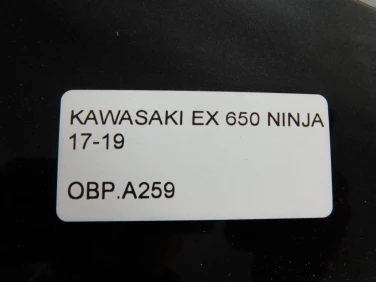 KAWASAKI EX 650 NINJA
17-19
OBP.A259